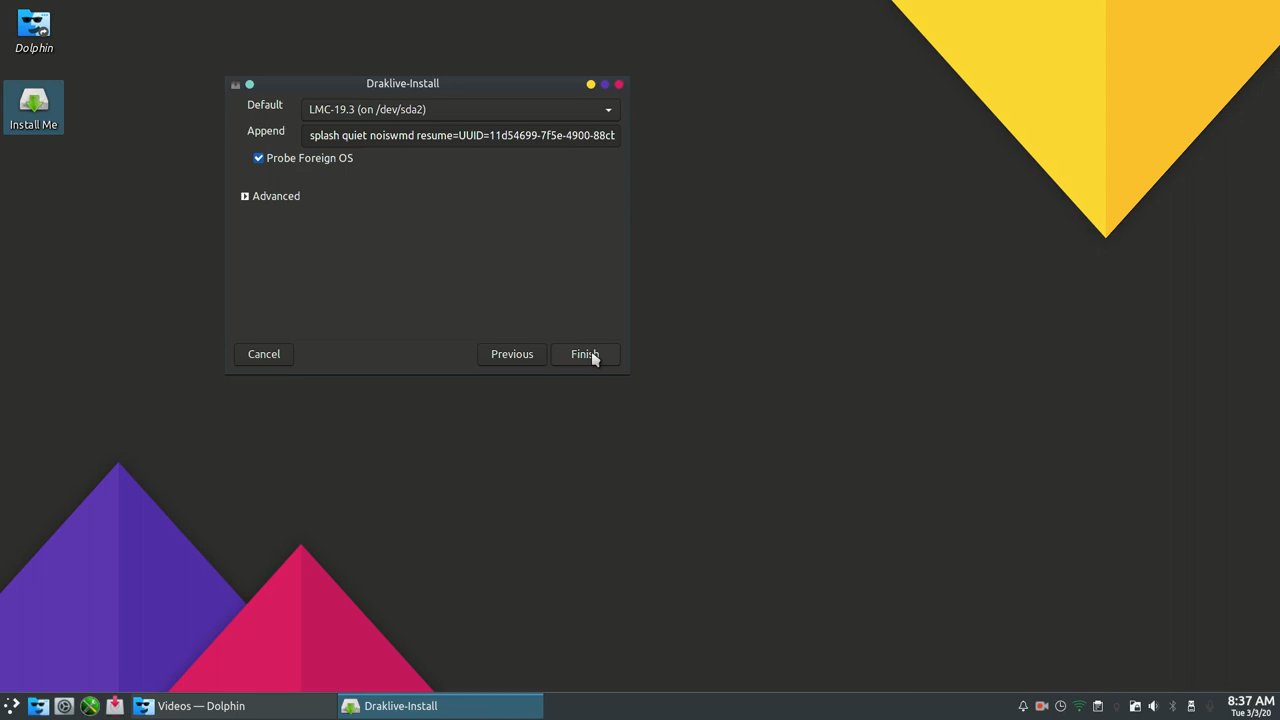 Dolphin
Install Me
Draklive-Install
Default
LMC-19.3 (on /dev/sda2)
Append
splash quiet noiswmd resume=UUID=11d54699-7f5e-4900-88ct
Probe Foreign OS
Advanced
Cancel
Previous
Finish
Videos — Dolphin
Draklive-Install
8:37 AM
Tue 3/3/20